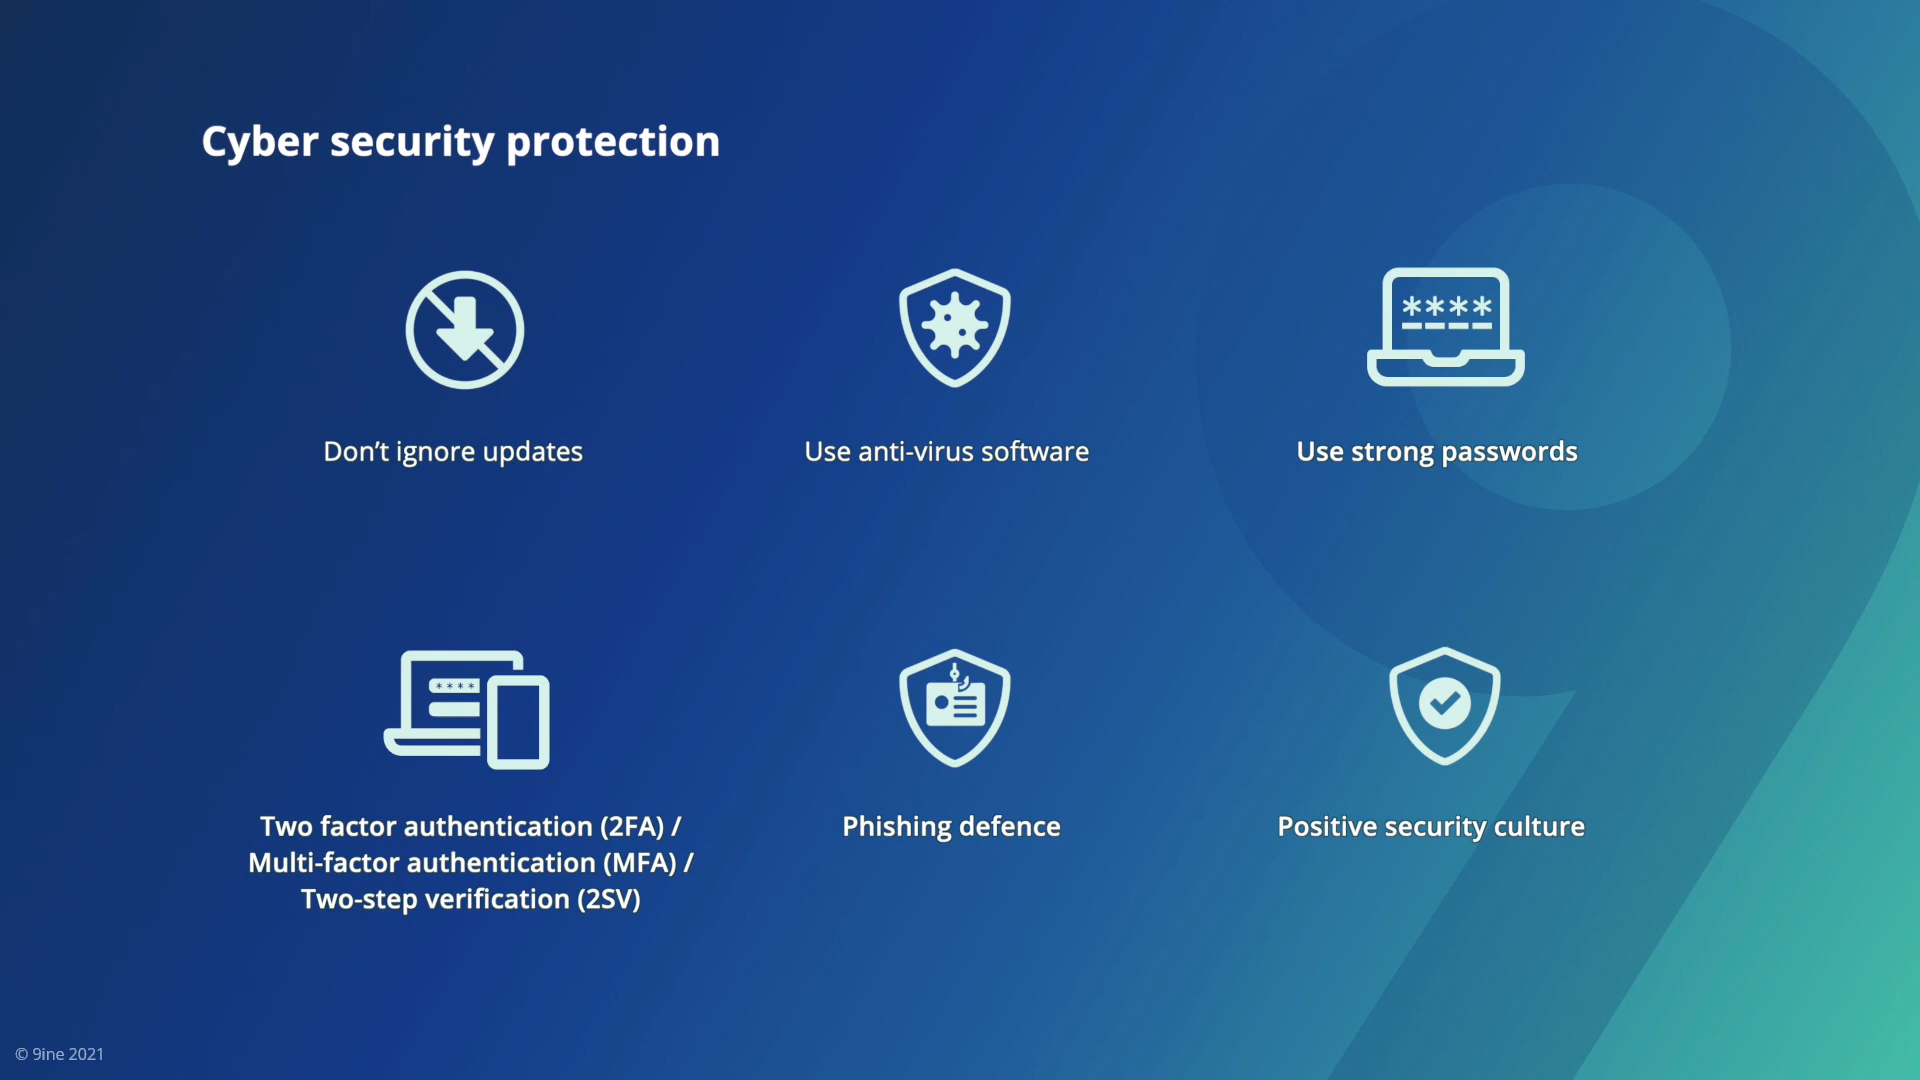 Cyber security protection
Don’t ignore updates
Use anti-virus software
Use strong passwords
Two factor authentication (2FA) /
Multi-factor authentication (MFA) /
Two-step verification (2SV)
Phishing defence
Positive security culture
© 9ine 2021